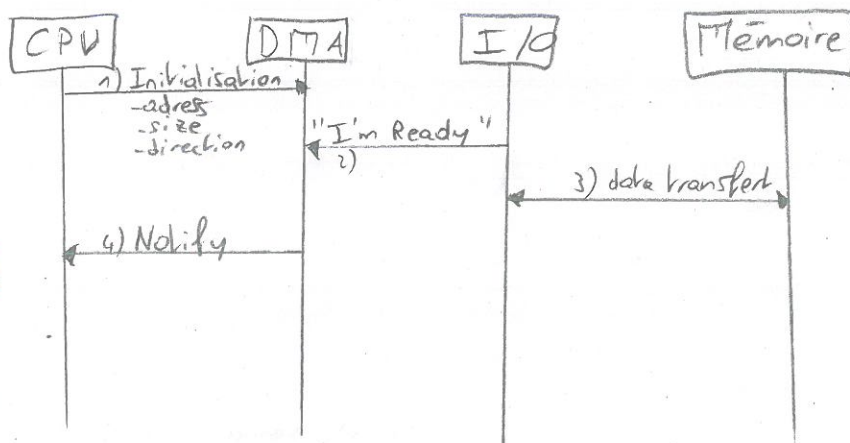 CPU
DMA
I/O
Mémoire
1) Initialisation
-adress
-size
-direction
"I'm Ready"
2)
3) data transfert
4) Notify